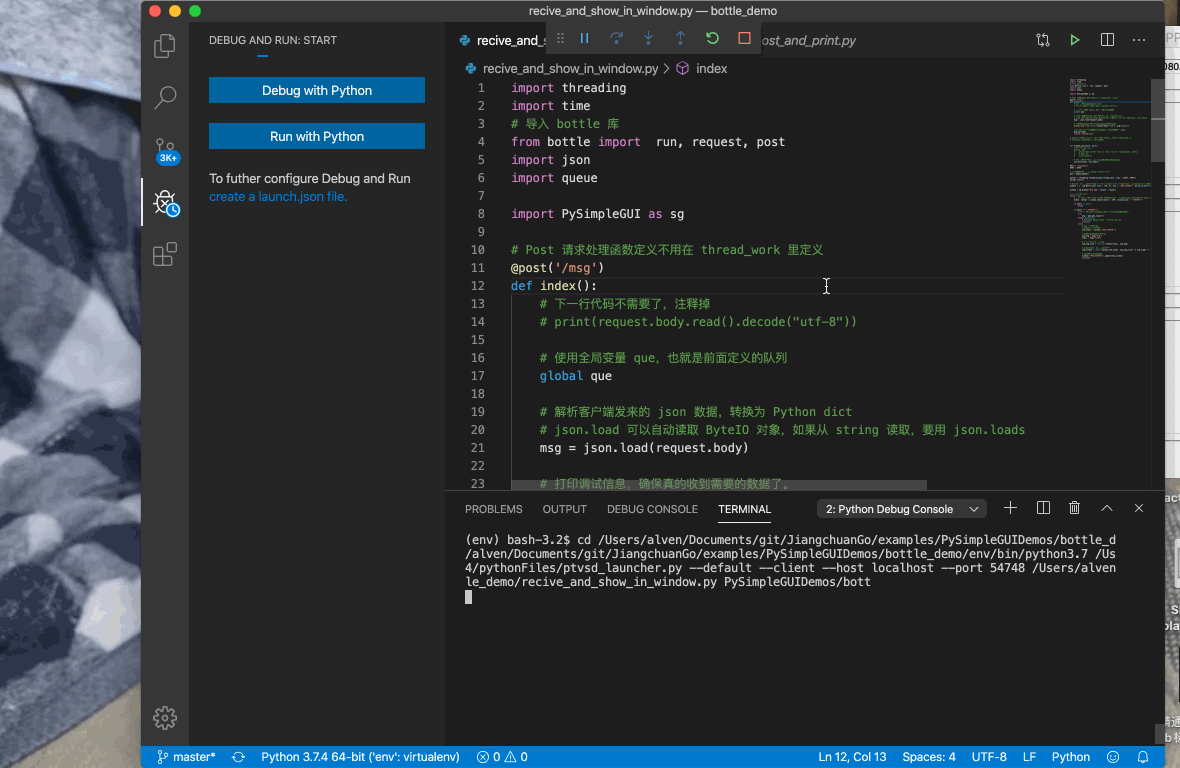 recive_and_show_in_window.py — bottle_demo
DEBUG AND RUN: START
Debug with Python
Run with Python
To futher configure Debug and Run
create a launch.json file.
3K+
recive_and_s
ost_and_print.py
recive_and_show_in_window.py > index
1 import threading
2 import time
3 # 导入 bottle 库
4 from bottle import  run, request, post
5 import json
6 import queue
7
8 import PySimpleGUI as sg
9
10 # Post 请求处理函数定义不用在 thread_work 里定义
11 @post('/msg')
12 def index():
13 # 下一行代码不需要了，注释掉
14 # print(request.body.read().decode("utf-8"))
15
16 # 使用全局变量 que，也就是前面定义的队列
17 global que
18
19 # 解析客户端发来的 json 数据，转换为 Python dict
20 # json.load 可以自动读取 ByteIO 对象，如果从 string 读取，要用 json.loads
21 msg = json.load(request.body)
22
23 # 打印调试信息，确保真的收到需要的数据了。
PROBLEMS OUTPUT DEBUG CONSOLE TERMINAL
2: Python Debug Console
(env) bash-3.2$ cd /Users/alven/Documents/git/JiangchuanGo/examples/PySimpleGUIDemos/bottle_d
/alven/Documents/git/JiangchuanGo/examples/PySimpleGUIDemos/bottle_demo/env/bin/python3.7 /Us
4/pythonFiles/ptvsd_launcher.py --default --client --host localhost --port 54748 /Users/alven
le_demo/recive_and_show_in_window.py PySimpleGUIDemos/bott
master* Python 3.7.4 64-bit ('env': virtualenv) 0 0 Ln 12, Col 13 Spaces: 4 UTF-8 LF Python